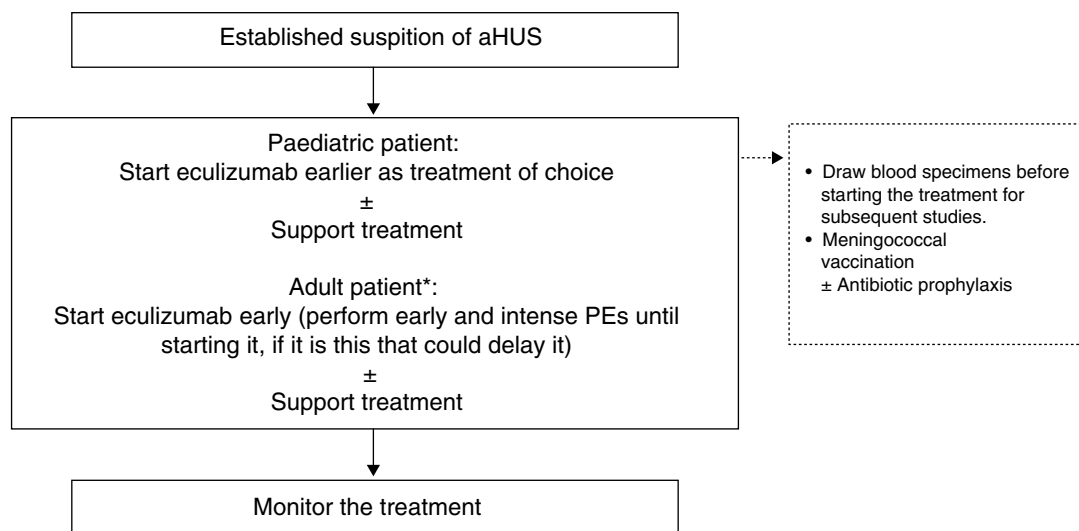 Established suspition of aHUS
Paediatric patient:
Start eculizumab earlier as treatment of choice
±
Support treatment
Adult patient*:
Start eculizumab early (perform early and intense PEs until
starting it, if it is this that could delay it)
±
Support treatment
• Draw blood specimens before
starting the treatment for
subsequent studies.
• Meningococcal
vaccination
± Antibiotic prophylaxis
Monitor the treatment